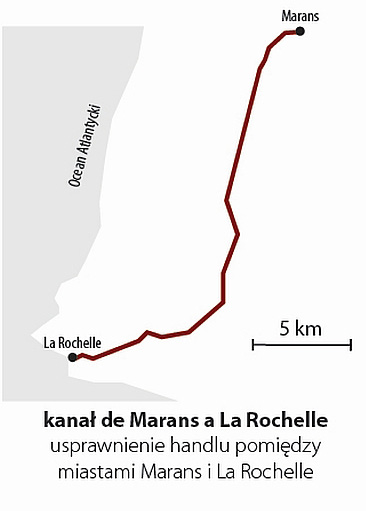 Marans
Ocean Atlantycki
La Rochelle
5 km
kanał de Marans a La Rochelle
usprawnienie handlu pomiędzy
miastami Marans i La Rochelle